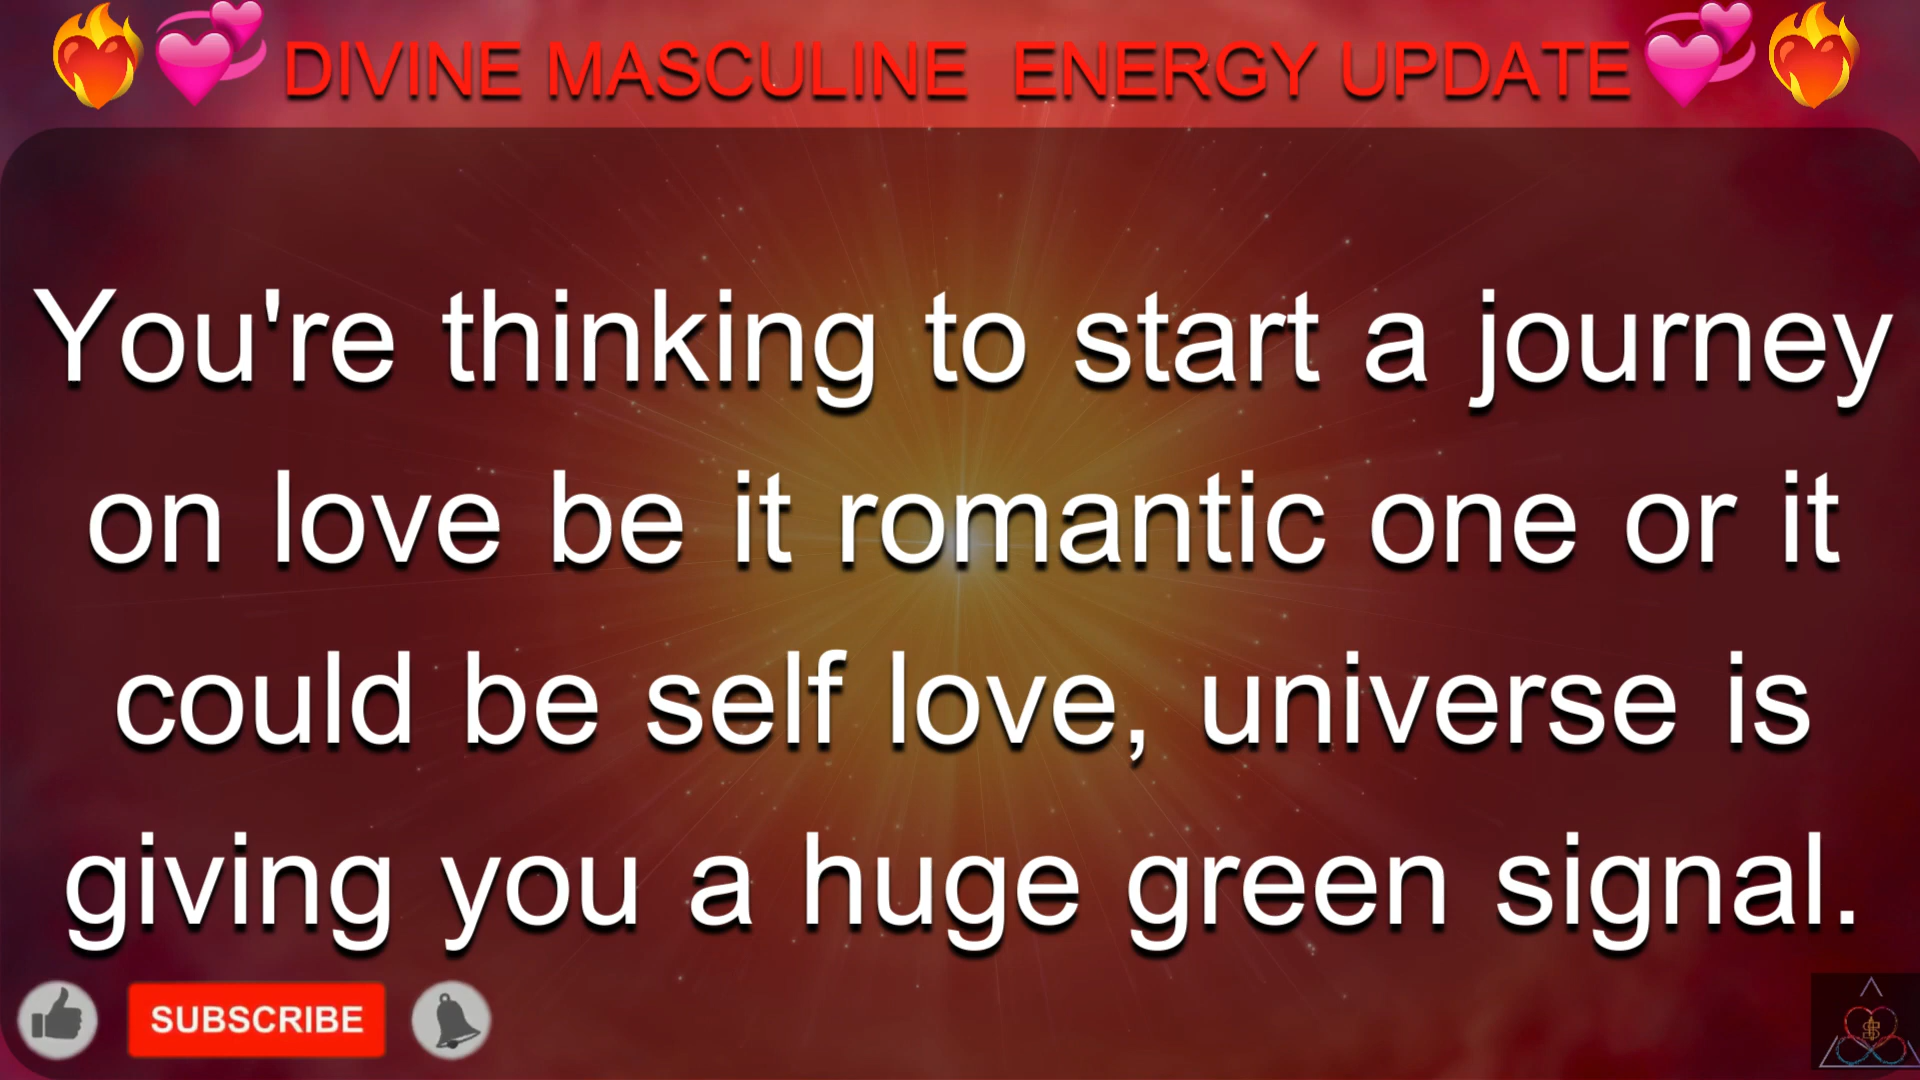 ❤️‍🔥💞 DIVINE MASCULINE ENERGY UPDATE 💞❤️‍🔥
You're thinking to start a journey
on love be it romantic one or it
could be self love, universe is
giving you a huge green signal.
SUBSCRIBE